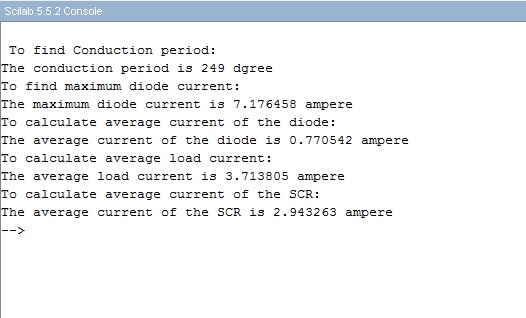 Scilab 5.5.2 Console
To find Conduction period:
The conduction period is 249 dgree
To find maximum diode current:
The maximum diode current is 7.176458 ampere
To calculate average current of the diode:
The average current of the diode is 0.770542 ampere
To calculate average load current:
The average load current is 3.713805 ampere
To calculate average current of the SCR:
The average current of the SCR is 2.943263 ampere
-->